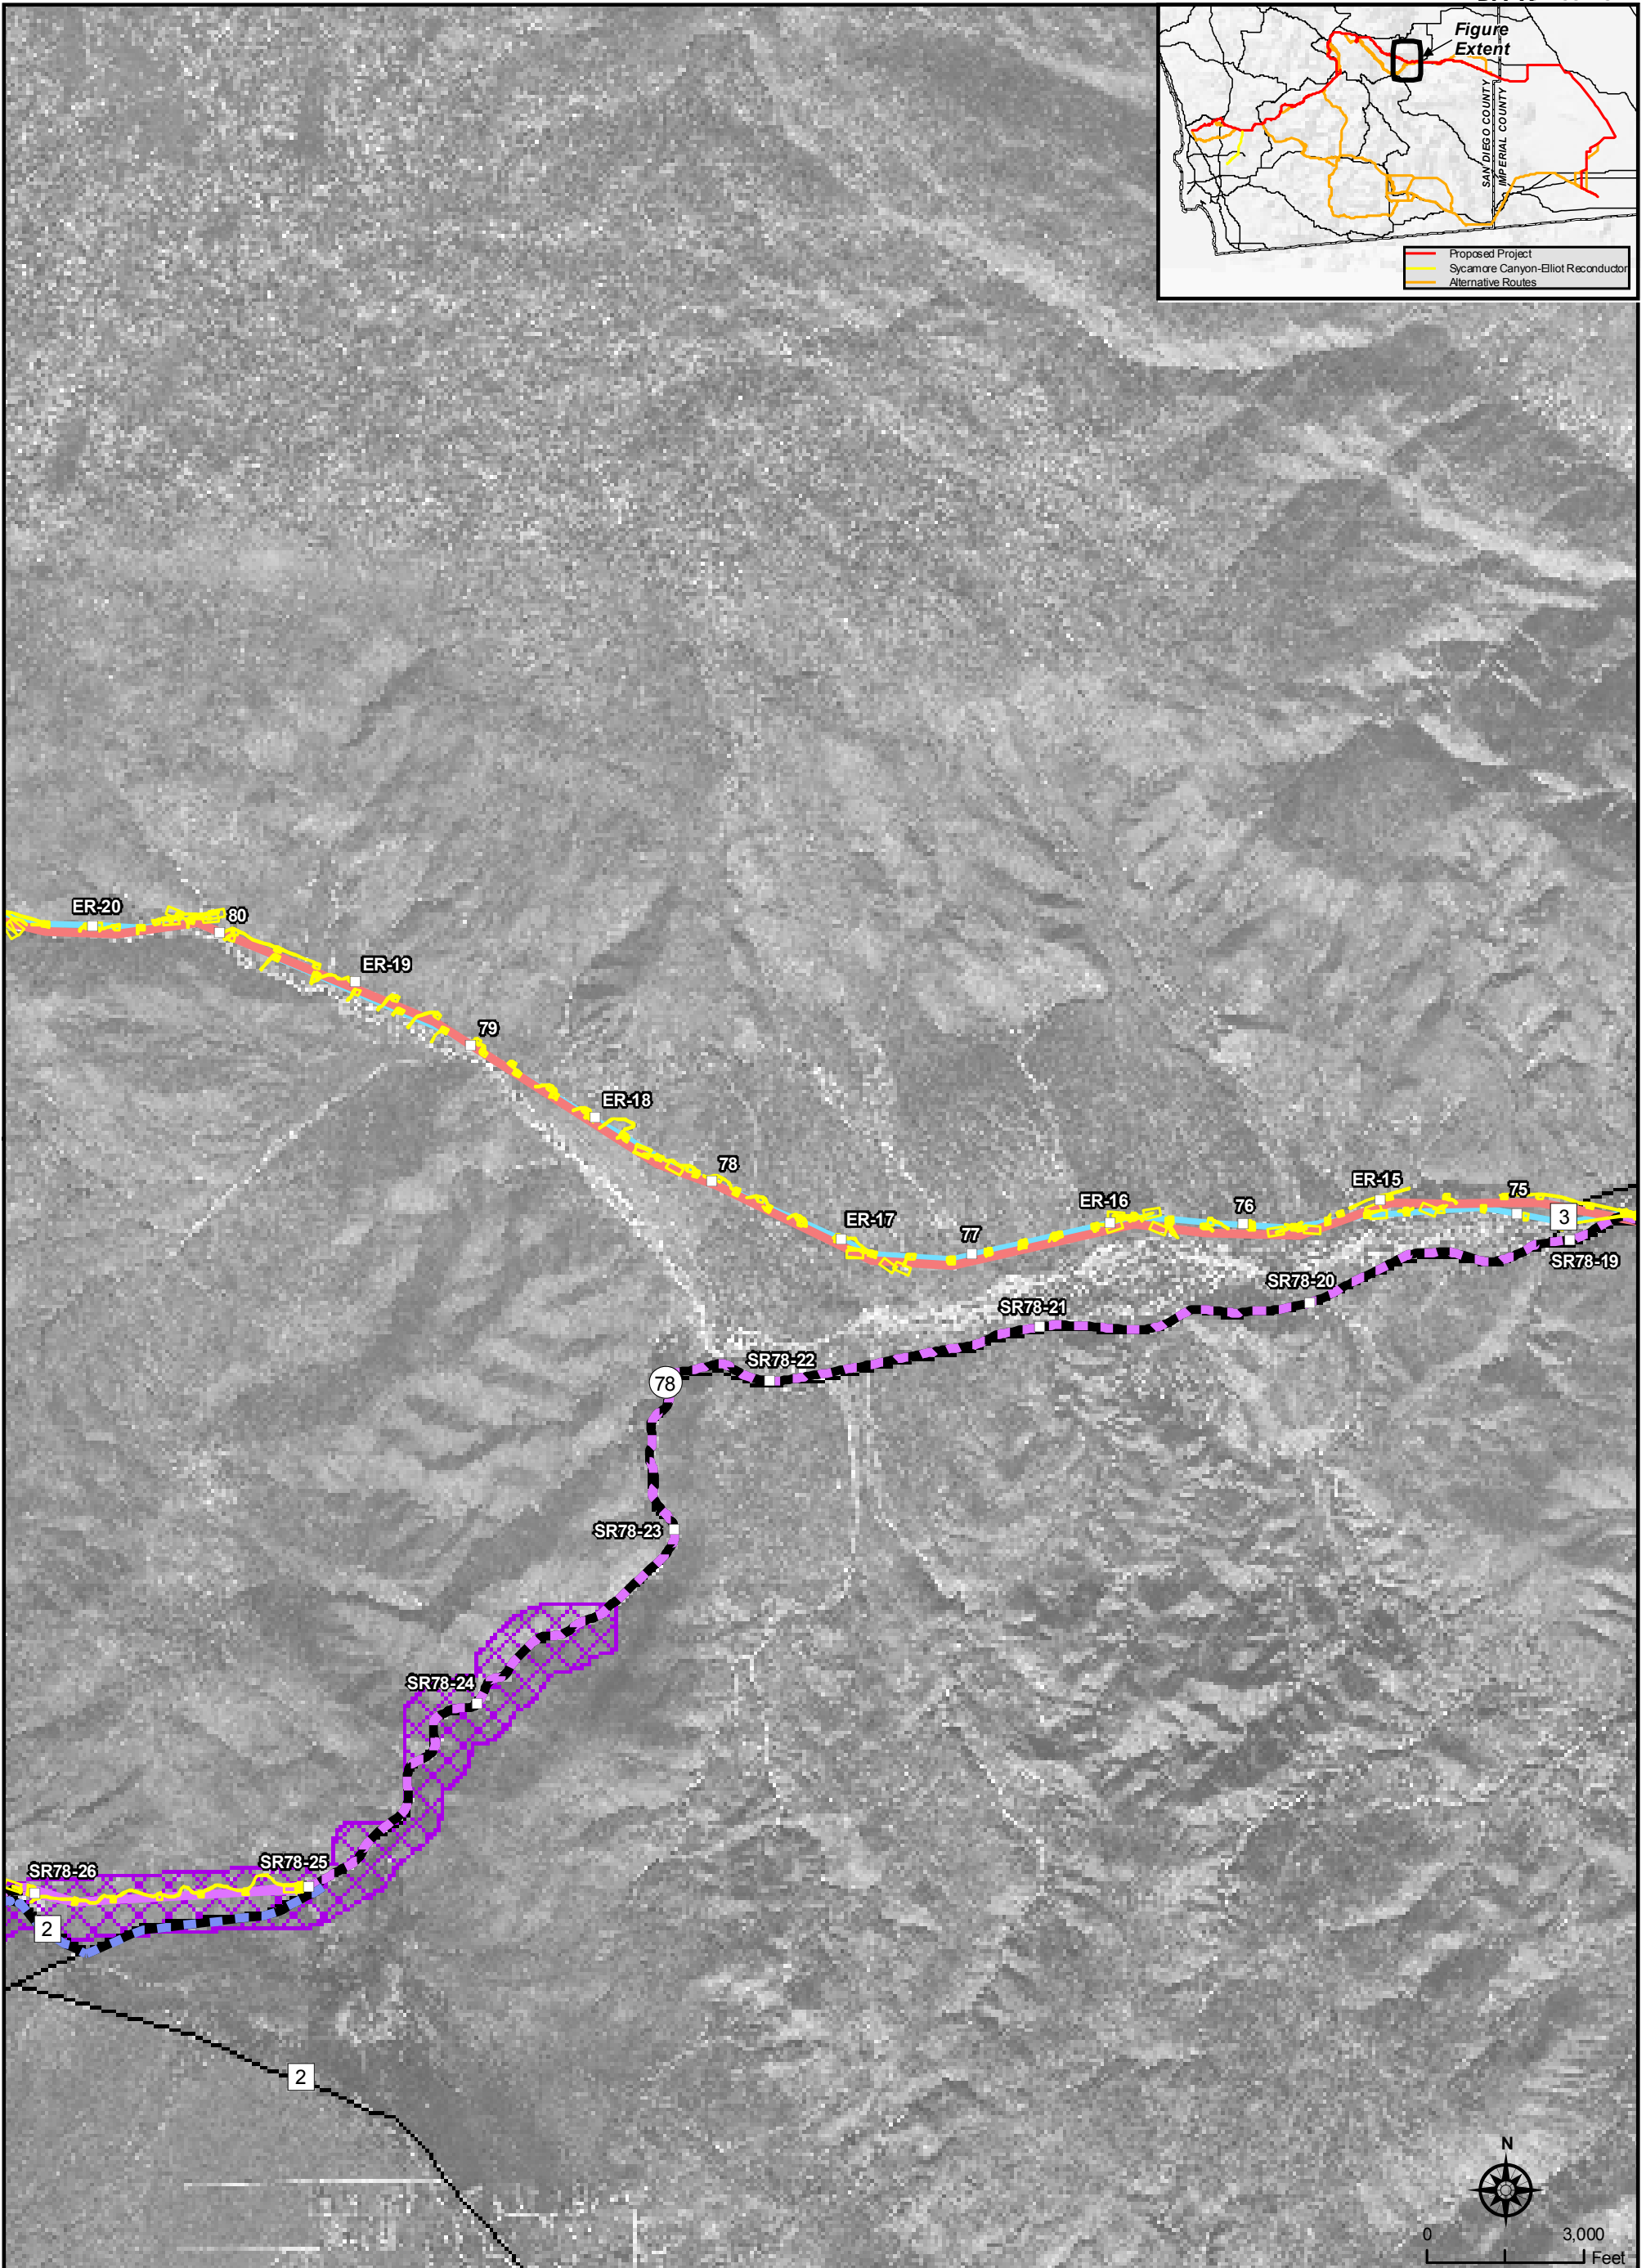 Figure
Extent
SAN DIEGO COUNTY
IMPERIAL COUNTY
Proposed Project
Sycamore Canyon-Elliot Reconductor
Alternative Routes
ER-20
80
ER-19
79
ER-18
78
ER-17
77
ER-16
76
ER-15
75
3
SR78-19
SR78-20
SR78-21
SR78-22
78
SR78-23
SR78-24
SR78-25
SR78-26
2
2
N
0
3,000
Feet